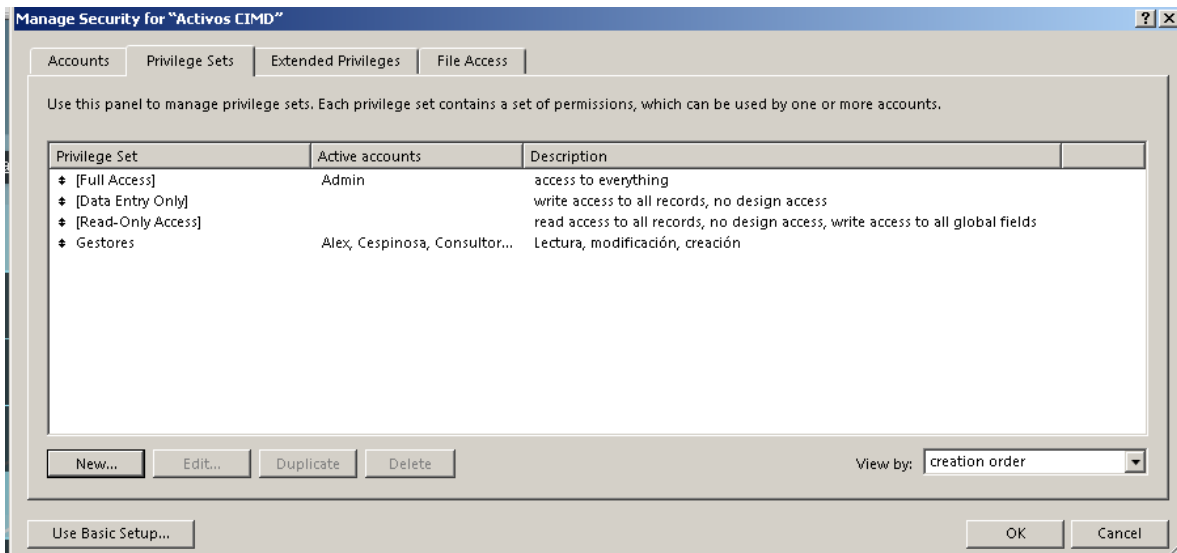 Manage Security for “Activos CIMD”
Accounts Privilege Sets Extended Privileges File Access
Use this panel to manage privilege sets. Each privilege set contains a set of permissions, which can be used by one or more accounts.
Privilege Set Active accounts Description
[Full Access] Admin access to everything
[Data Entry Only] write access to all records, no design access
[Read-Only Access] read access to all records, no design access, write access to all global fields
Gestores Alex, Cespinosa, Consultor... Lectura, modificación, creación
New... Edit... Duplicate Delete View by: creation order
Use Basic Setup... OK Cancel